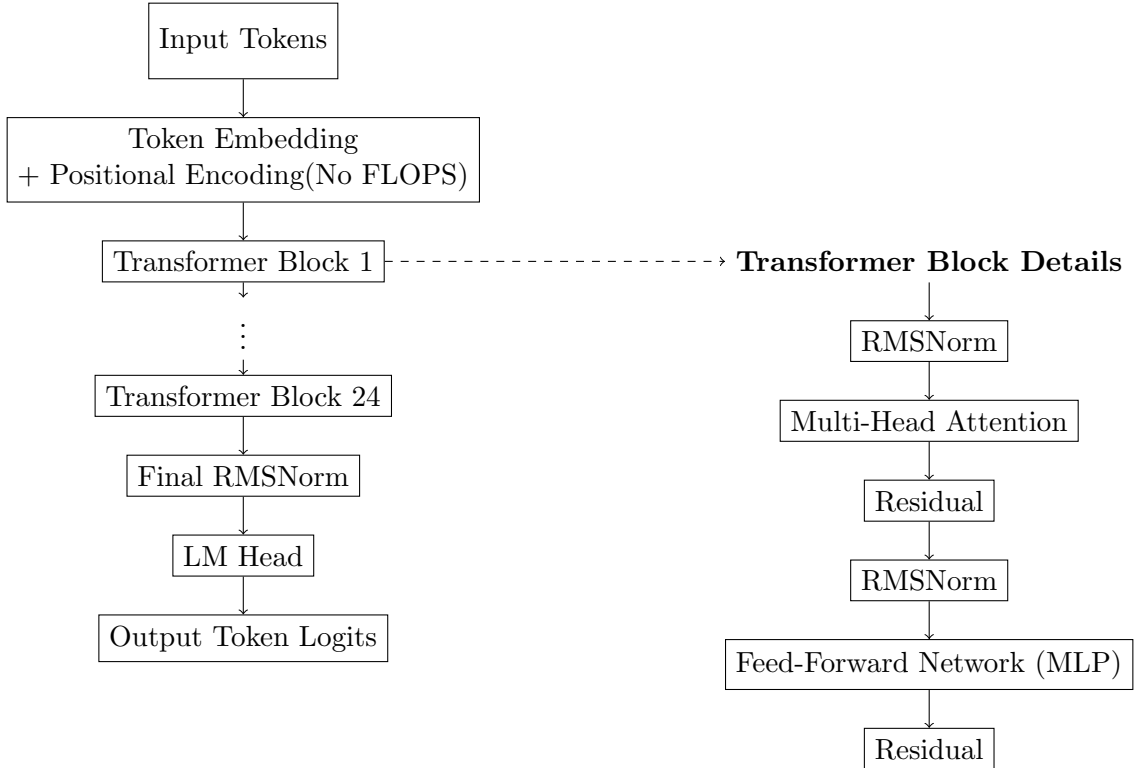 Input Tokens
Token Embedding
+ Positional Encoding(No FLOPS)
Transformer Block 1
⋮
Transformer Block 24
Final RMSNorm
LM Head
Output Token Logits
Transformer Block Details
RMSNorm
Multi-Head Attention
Residual
RMSNorm
Feed-Forward Network (MLP)
Residual